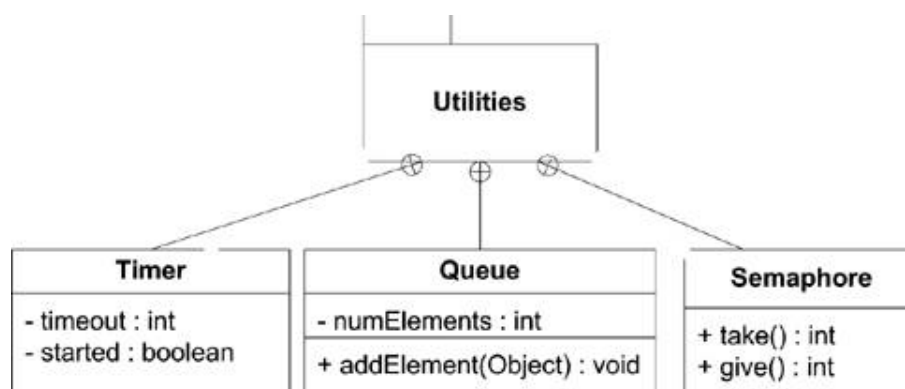 Utilities
Timer
- timeout : int
- started : boolean
Queue
- numElements : int
+ addElement(Object) : void
Semaphore
+ take() : int
+ give() : int